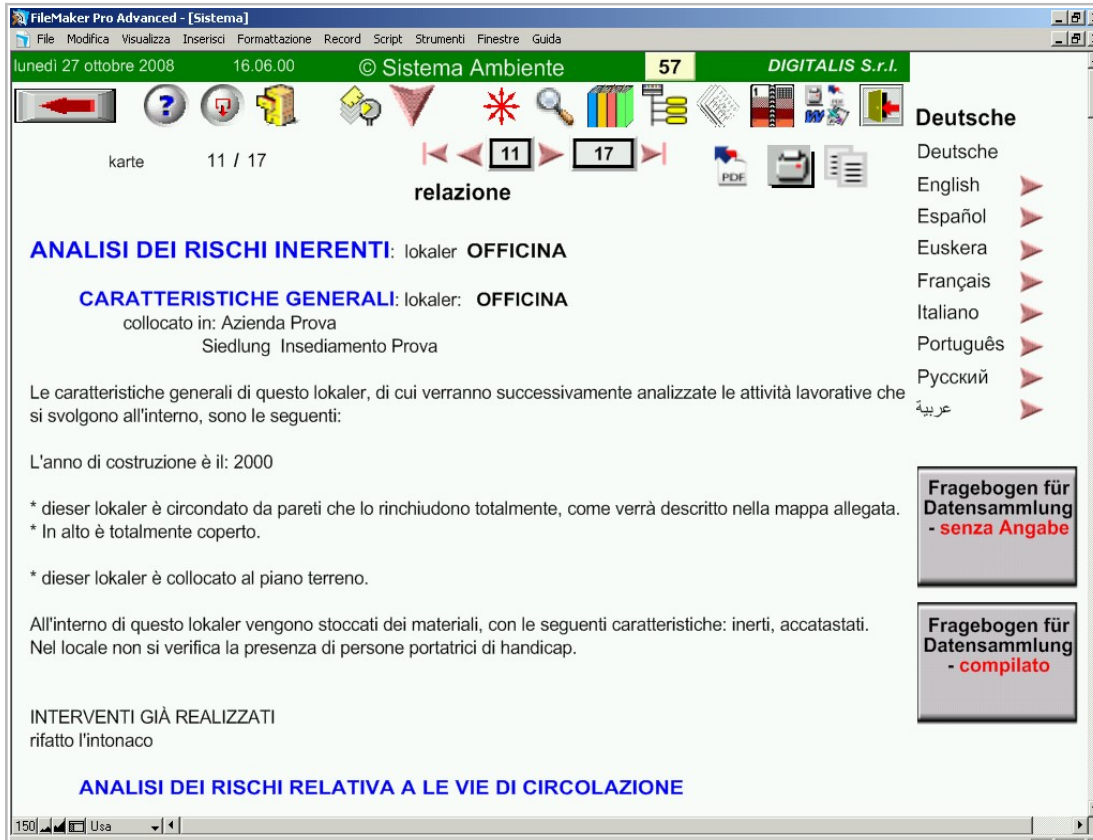 FileMaker Pro Advanced - [Sistema]
File Modifica Visualizza Inserisci Formattazione Record Script Strumenti Finestre Guida
lunedì 27 ottobre 2008 16.06.00 © Sistema Ambiente 57 DIGITALIS S.r.l.
karte 11 / 17
11 17
PDF
relazione
Deutsche
Deutsche
English
Español
Euskera
Français
Italiano
Português
Русский
عربية
ANALISI DEI RISCHI INERENTI: lokaler OFFICINA
CARATTERISTICHE GENERALI: lokaler: OFFICINA
collocato in: Azienda Prova
Siedlung Insediamento Prova
Le caratteristiche generali di questo lokaler, di cui verranno successivamente analizzate le attività lavorative che
si svolgono all'interno, sono le seguenti:
L'anno di costruzione è il: 2000
* dieser lokaler è circondato da pareti che lo rinchiudono totalmente, come verrà descritto nella mappa allegata.
* In alto è totalmente coperto.
* dieser lokaler è collocato al piano terreno.
All'interno di questo lokaler vengono stoccati dei materiali, con le seguenti caratteristiche: inerti, accatastati.
Nel locale non si verifica la presenza di persone portatrici di handicap.
INTERVENTI GIÀ REALIZZATI
rifatto l'intonaco
ANALISI DEI RISCHI RELATIVA A LE VIE DI CIRCOLAZIONE
Fragebogen für
Datensammlung
- senza Angabe
Fragebogen für
Datensammlung
- compilato
150 Usa